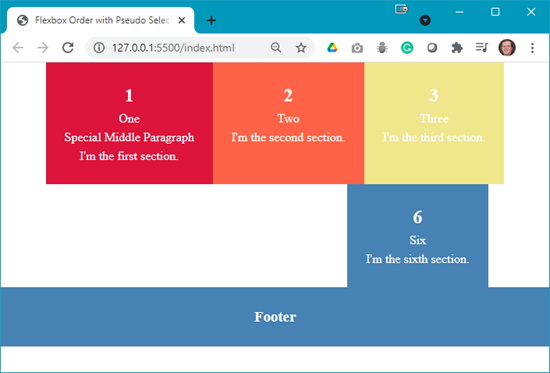 Flexbox Order with Pseudo Selec
127.0.0.1:5500/index.html
1
One
Special Middle Paragraph
I'm the first section.
2
Two
I'm the second section.
3
Three
I'm the third section.
6
Six
I'm the sixth section.
Footer